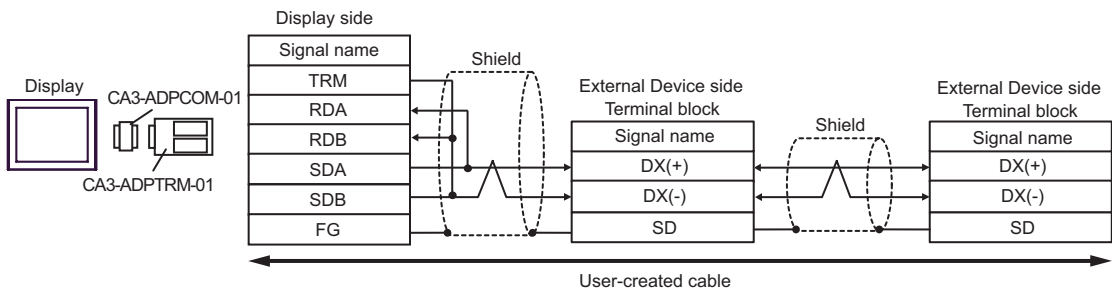 Display side
Signal name
TRM
RDA
RDB
SDA
SDB
FG
Display
CA3-ADPCOM-01
CA3-ADPTRM-01
Shield
External Device side
Terminal block
Signal name
DX(+)
DX(-)
SD
Shield
External Device side
Terminal block
Signal name
DX(+)
DX(-)
SD
User-created cable